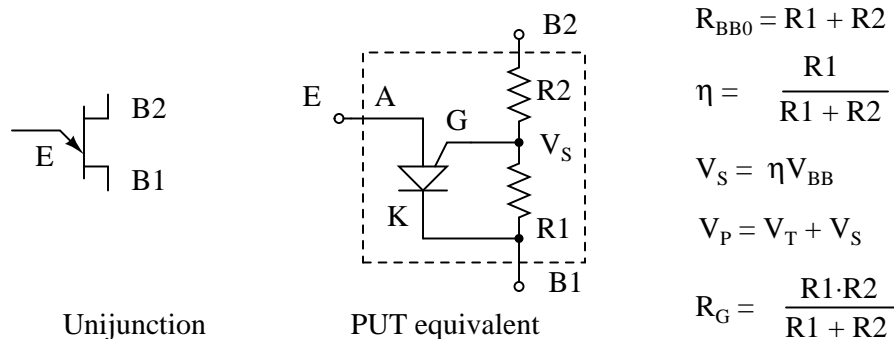 E
B2
B1
Unijunction
B2
E
A
R2
G
V_S
K
R1
B1
PUT equivalent
R_BB0 = R1 + R2
η = R1 / R1 + R2
V_S = ηV_BB
V_P = V_T + V_S
R_G = R1·R2 / R1 + R2